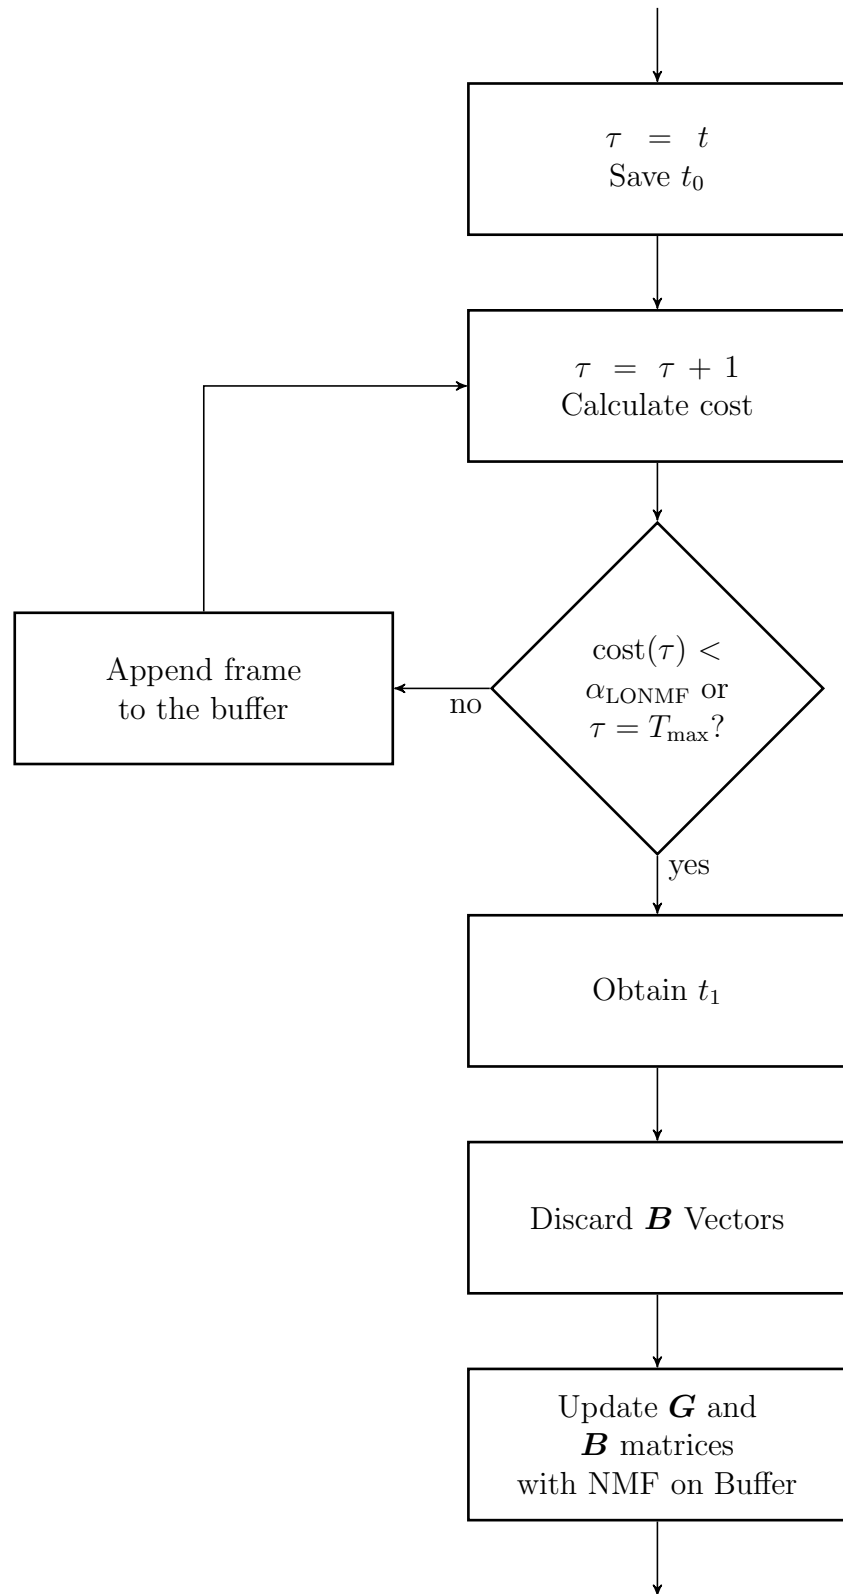 τ = t
Save t₀
τ = τ + 1
Calculate cost
cost(τ) <
α_LONMF or
τ = T_max?
no
Append frame
to the buffer
yes
Obtain t₁
Discard B Vectors
Update G and
B matrices
with NMF on Buffer